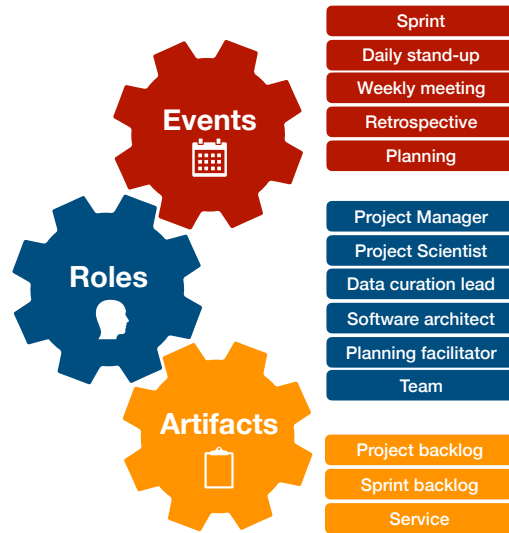 Events
Sprint
Daily stand-up
Weekly meeting
Retrospective
Planning
Roles
Project Manager
Project Scientist
Data curation lead
Software architect
Planning facilitator
Team
Artifacts
Project backlog
Sprint backlog
Service